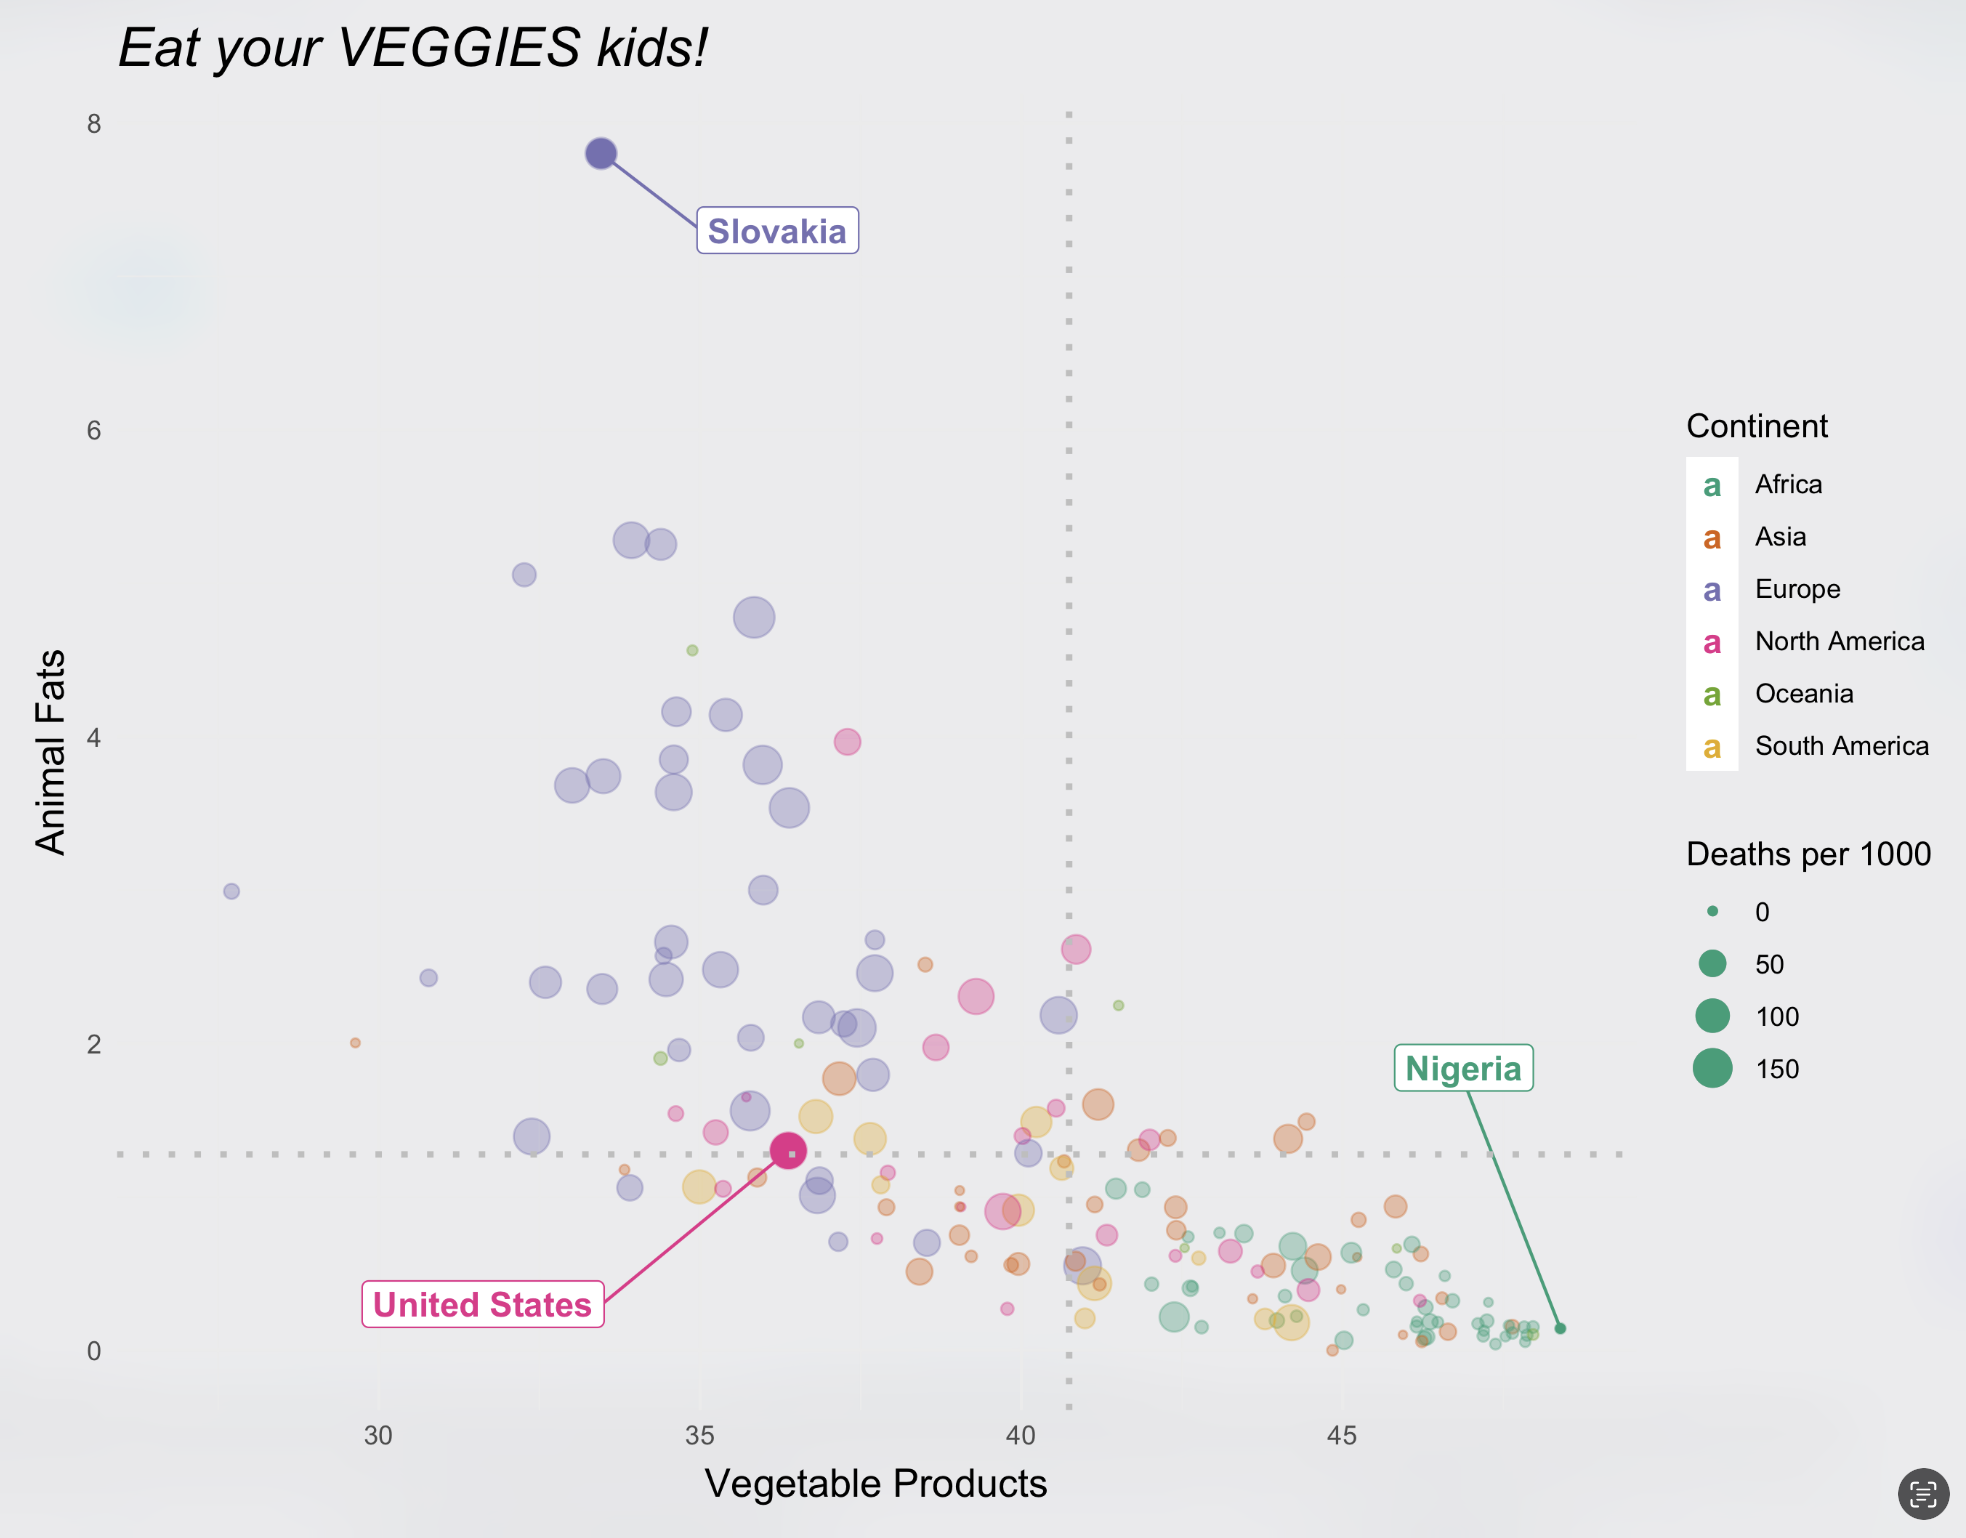 Eat your VEGGIES kids!
8
6
4
2
0
Animal Fats
30 35 40 45
Vegetable Products
Slovakia
United States
Nigeria
Continent
a Africa
a Asia
a Europe
a North America
a Oceania
a South America
Deaths per 1000
0
50
100
150